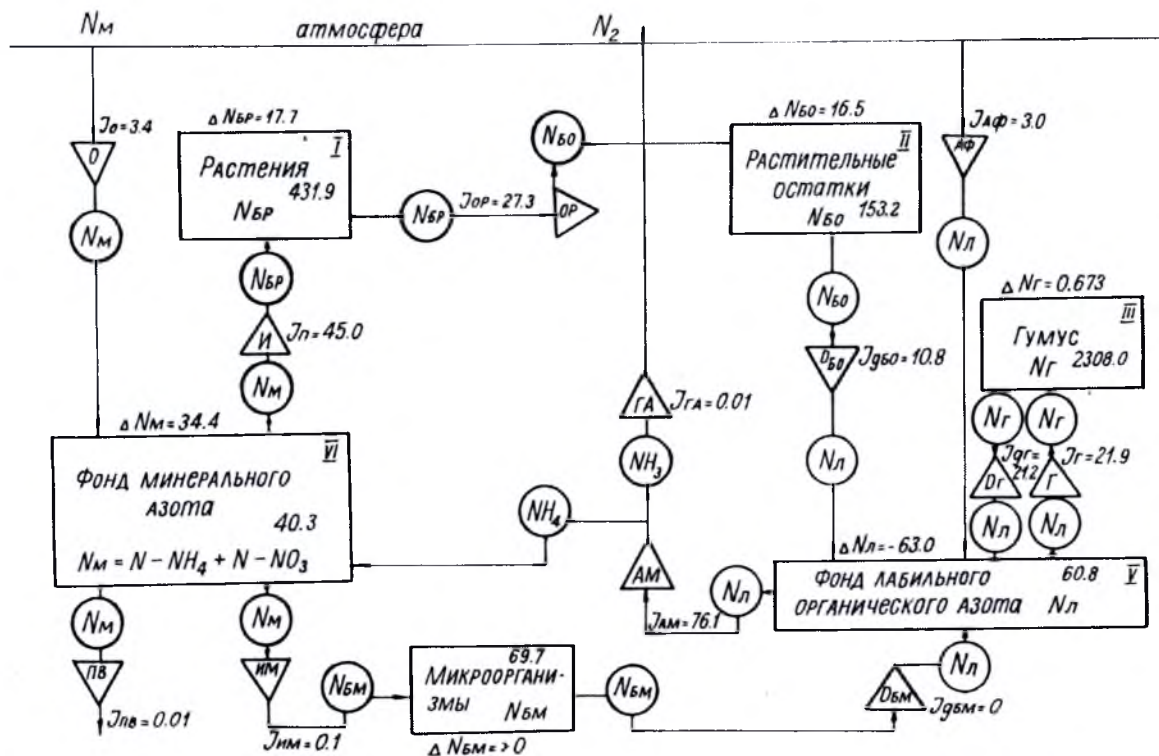 Nм атмосфера N₂
Jо=3.4
О
Nм
Δ NБР=17.7
I
Растения
431.9
NБР
NБР
JОР=27.3
ОР
NБО
Δ NБО=16.5
II
Растительные
остатки
NБО 153.2
JАФ=3.0
АФ
Nл
NБР
И
Jп=45.0
Nм
NБО
DБО
JдБО=10.8
Nл
Δ Nг=0.673
III
Гумус
Nг 2308.0
Nг
Nг
Jдг=
21.2
Jг=21.9
Dг
Г
Nл
Nл
ГА
JГА=0.01
NH₃
NH₄
АМ
JАМ=76.1
Nл
Δ Nм=34.4
VI
Фонд минерального
азота
40.3
Nм = N – NH₄ + N – NO₃
Δ Nл=-63.0
Фонд лабильного 60.8 V
органического азота Nл
Nм
ПВ
Jпв=0.01
Nм
ИМ
Jим=0.1
NБМ
69.7
Микрооргани-
змы NБМ
Δ NБМ=>0
NБМ
DБМ
JдБМ=0
Nл